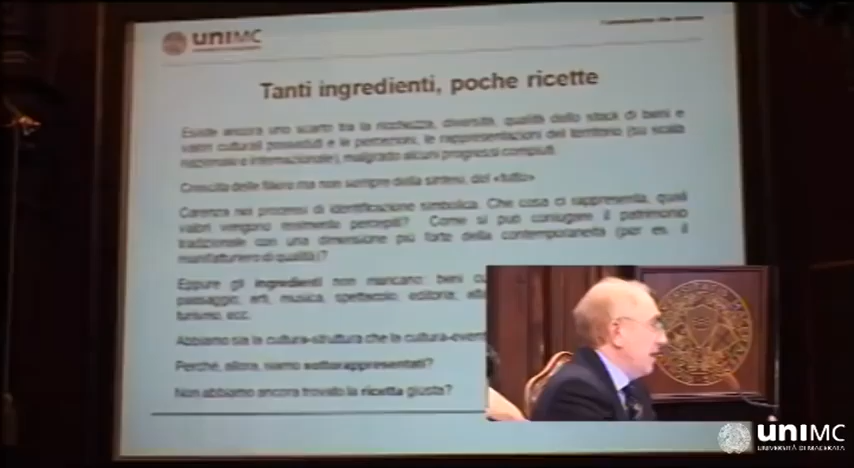 UNIMC
Tanti ingredienti, poche ricette
Esiste ancora uno scarto tra la ricchezza, diversità, qualità dello stock di beni e
valori culturali posseduti e le percezioni, le rappresentazioni del territorio (su scala
nazionale e internazionale), malgrado alcuni progressi compiuti.
Crescita delle filiere ma non sempre della sintesi, del «tutto»
Carenza nei processi di identificazione simbolica. Che cosa ci rappresenta, quali
valori vengono realmente percepiti? Come si può coniugare il patrimonio
tradizionale con una dimensione più forte della contemporaneità (per es. il
manifatturiero di qualità)?
Eppure gli ingredienti non mancano: beni
paesaggio, arti, musica, spettacolo, editoria,
turismo, ecc.
Abbiamo sia la cultura-struttura che la cultura-event
Perché, allora, siamo sottorappresentati?
Non abbiamo ancora trovato la ricetta giusta?
UNIMC
UNIVERSITÀ DI MACERATA